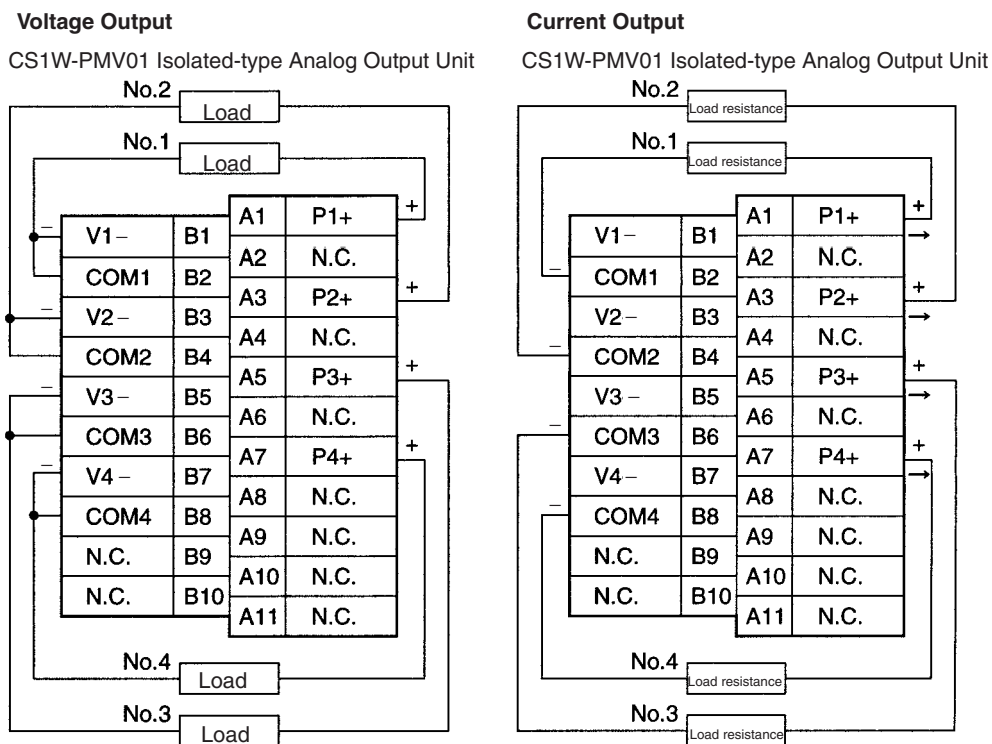 Voltage Output
CS1W-PMV01 Isolated-type Analog Output Unit
No.2
Load
No.1
Load
+
A1 P1+
−
V1− B1
A2 N.C.
COM1 B2
+
A3 P2+
−
V2− B3
A4 N.C.
COM2 B4
+
A5 P3+
−
V3− B5
A6 N.C.
COM3 B6
+
A7 P4+
−
V4− B7
A8 N.C.
COM4 B8
A9 N.C.
N.C. B9
A10 N.C.
N.C. B10
A11 N.C.
No.4
Load
No.3
Load
Current Output
CS1W-PMV01 Isolated-type Analog Output Unit
No.2
Load resistance
No.1
Load resistance
+
A1 P1+
→
V1− B1
A2 N.C.
−
COM1 B2
+
A3 P2+
→
V2− B3
A4 N.C.
−
COM2 B4
+
A5 P3+
→
V3− B5
A6 N.C.
−
COM3 B6
+
A7 P4+
→
V4− B7
A8 N.C.
−
COM4 B8
A9 N.C.
N.C. B9
A10 N.C.
N.C. B10
A11 N.C.
No.4
Load resistance
No.3
Load resistance